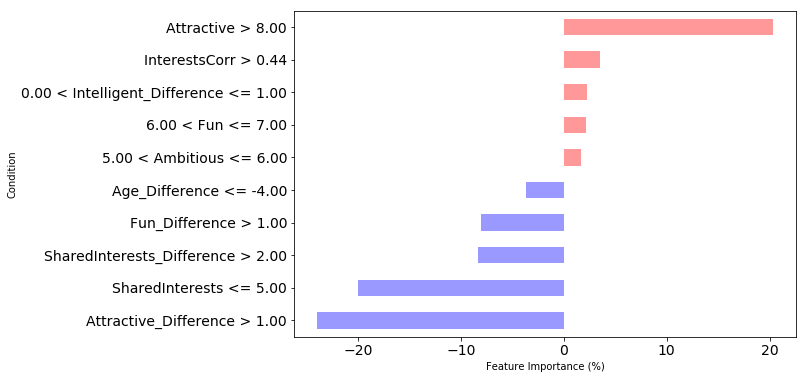 Attractive > 8.00
InterestsCorr > 0.44
0.00 < Intelligent_Difference <= 1.00
6.00 < Fun <= 7.00
5.00 < Ambitious <= 6.00
Age_Difference <= -4.00
Fun_Difference > 1.00
SharedInterests_Difference > 2.00
SharedInterests <= 5.00
Attractive_Difference > 1.00
Condition
−20 −10 0 10 20
Feature Importance (%)